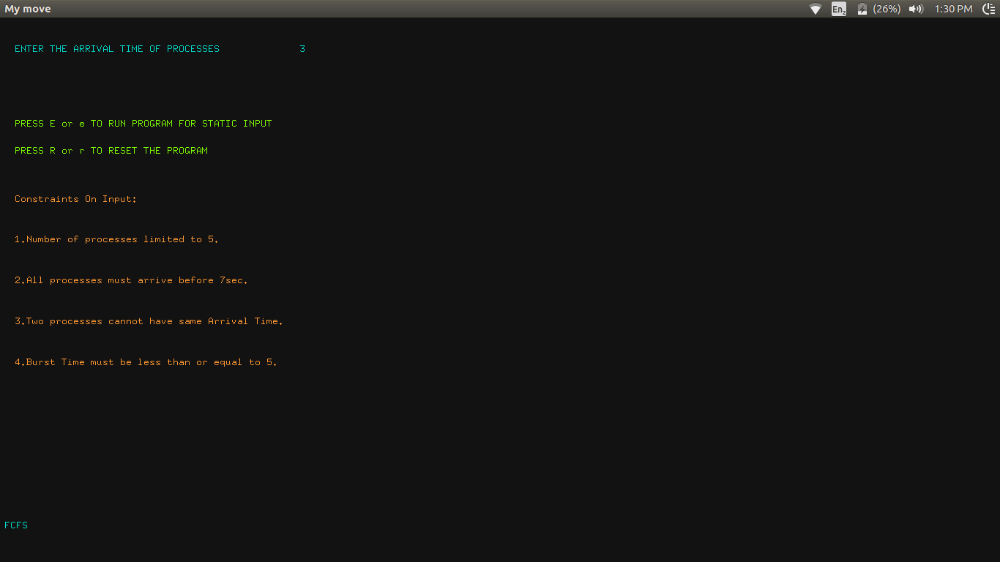 My move En2 (26%) 1:30 PM
ENTER THE ARRIVAL TIME OF PROCESSES 3
PRESS E or e TO RUN PROGRAM FOR STATIC INPUT
PRESS R or r TO RESET THE PROGRAM
Constraints On Input:
1.Number of processes limited to 5.
2.All processes must arrive before 7sec.
3.Two processes cannot have same Arrival Time.
4.Burst Time must be less than or equal to 5.
FCFS